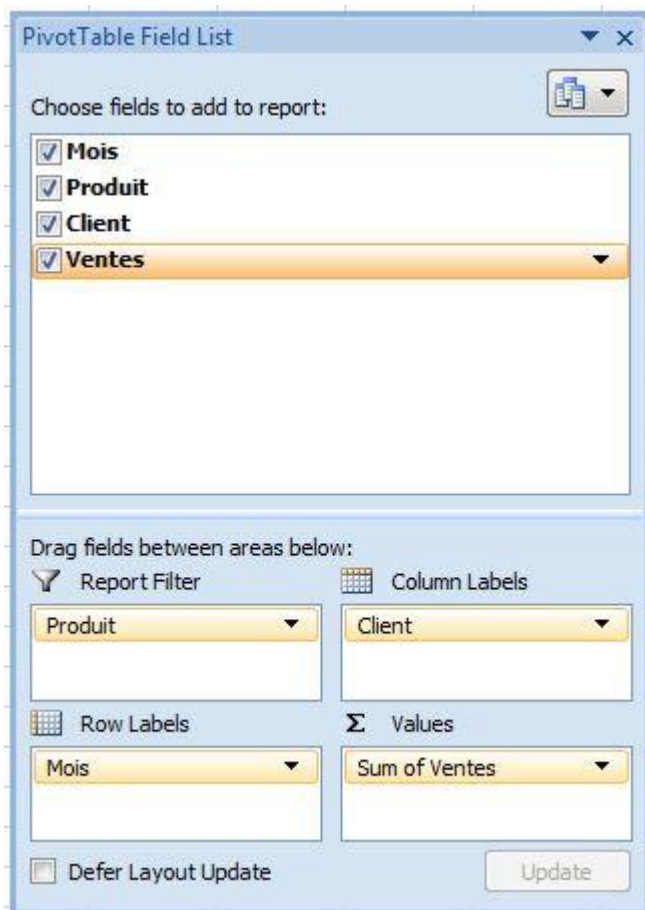 PivotTable Field List
Choose fields to add to report:
Mois
Produit
Client
Ventes
Drag fields between areas below:
Report Filter
Column Labels
Produit
Client
Row Labels
Σ Values
Mois
Sum of Ventes
Defer Layout Update
Update